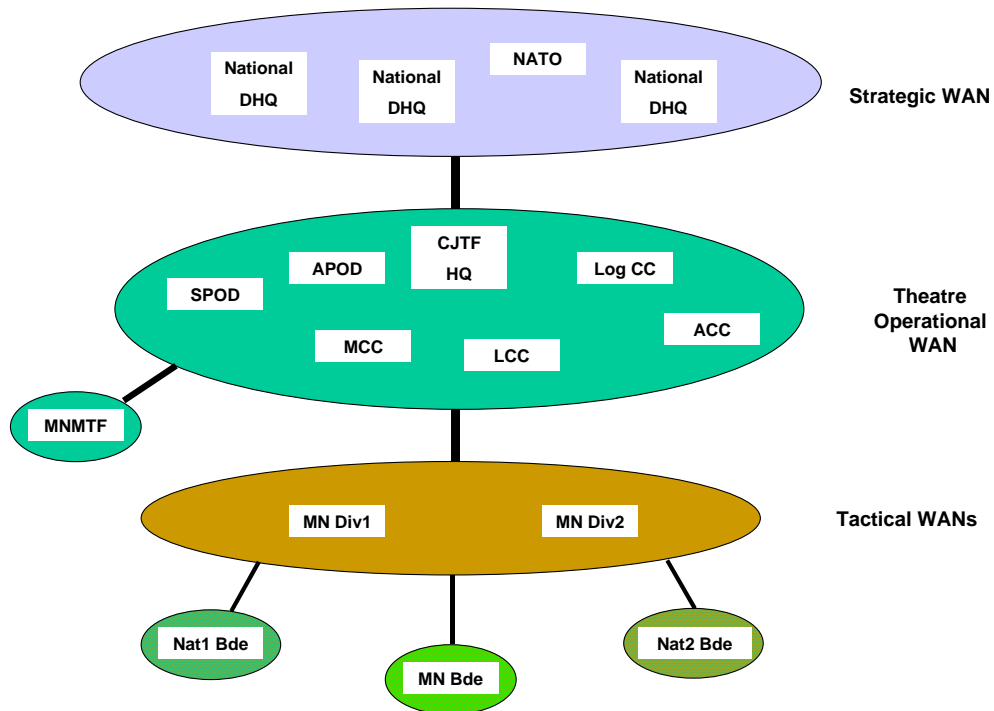 NATO
National
DHQ
National
DHQ
National
DHQ
Strategic WAN
CJTF
HQ
APOD
Log CC
SPOD
Theatre
Operational
WAN
ACC
MCC
LCC
MNMTF
MN Div1
MN Div2
Tactical WANs
Nat1 Bde
Nat2 Bde
MN Bde